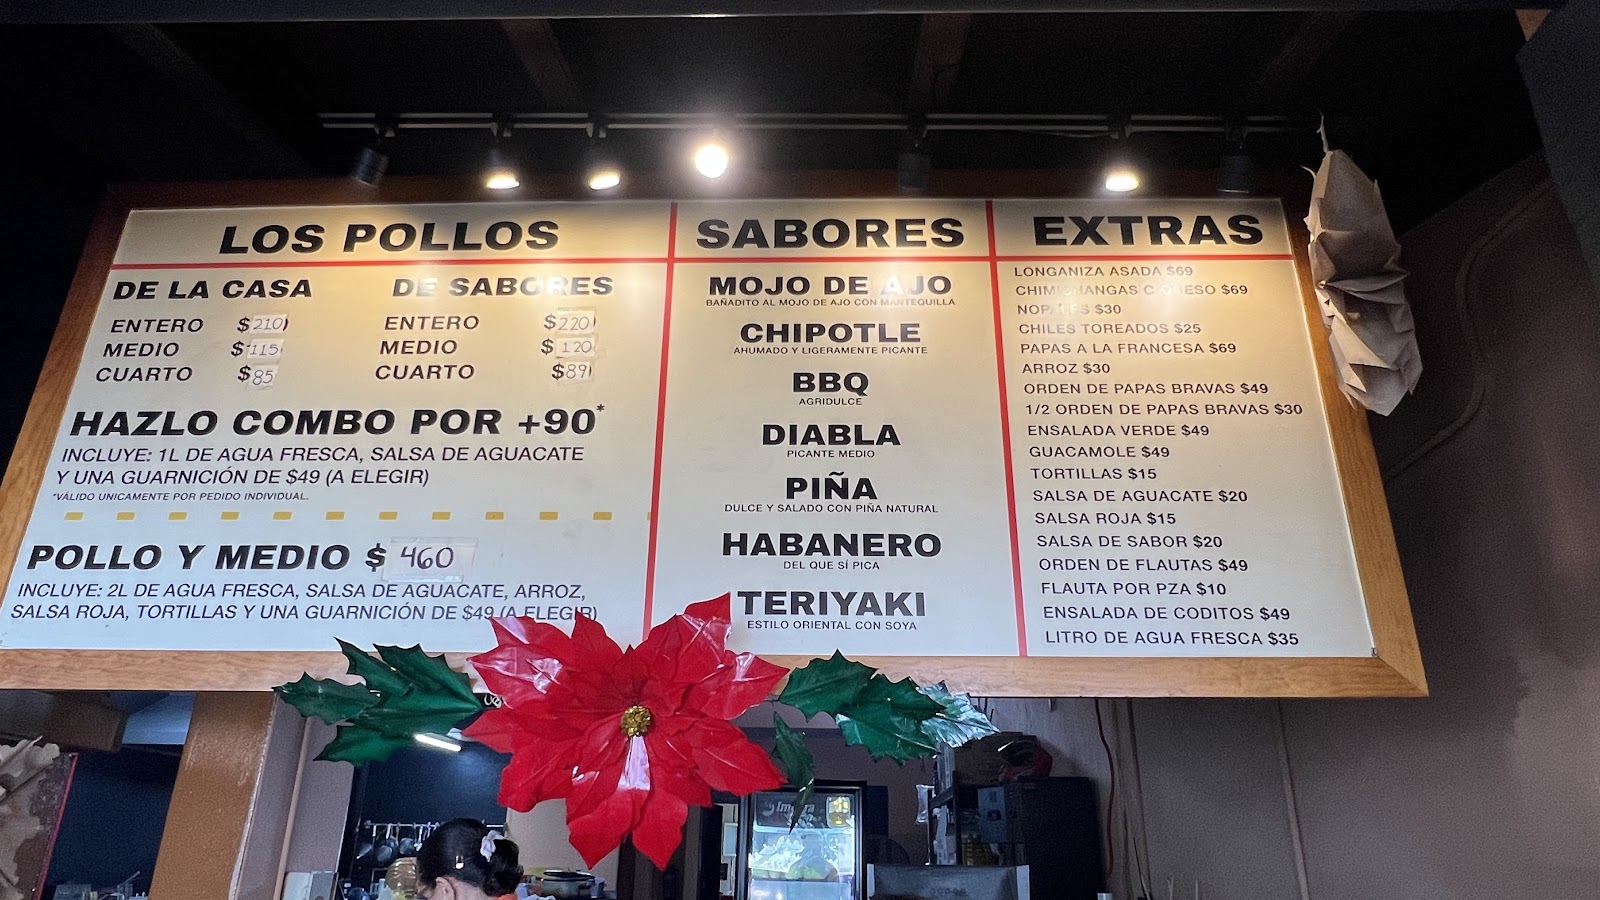 LOS POLLOS
DE LA CASA
ENTERO $210
MEDIO $115
CUARTO $85
DE SABORES
ENTERO $220
MEDIO $120
CUARTO $89
HAZLO COMBO POR +90*
INCLUYE: 1L DE AGUA FRESCA, SALSA DE AGUACATE
Y UNA GUARNICIÓN DE $49 (A ELEGIR)
*VÁLIDO UNICAMENTE POR PEDIDO INDIVIDUAL.
POLLO Y MEDIO $ 460
INCLUYE: 2L DE AGUA FRESCA, SALSA DE AGUACATE, ARROZ,
SALSA ROJA, TORTILLAS Y UNA GUARNICIÓN DE $49 (A ELEGIR)
SABORES
MOJO DE AJO
BAÑADITO AL MOJO DE AJO CON MANTEQUILLA
CHIPOTLE
AHUMADO Y LIGERAMENTE PICANTE
BBQ
AGRIDULCE
DIABLA
PICANTE MEDIO
PIÑA
DULCE Y SALADO CON PIÑA NATURAL
HABANERO
DEL QUE SÍ PICA
TERIYAKI
ESTILO ORIENTAL CON SOYA
EXTRAS
LONGANIZA ASADA $69
CHIMICHANGAS C/QUESO $69
NOPALES $30
CHILES TOREADOS $25
PAPAS A LA FRANCESA $69
ARROZ $30
ORDEN DE PAPAS BRAVAS $49
1/2 ORDEN DE PAPAS BRAVAS $30
ENSALADA VERDE $49
GUACAMOLE $49
TORTILLAS $15
SALSA DE AGUACATE $20
SALSA ROJA $15
SALSA DE SABOR $20
ORDEN DE FLAUTAS $49
FLAUTA POR PZA $10
ENSALADA DE CODITOS $49
LITRO DE AGUA FRESCA $35
Imbera